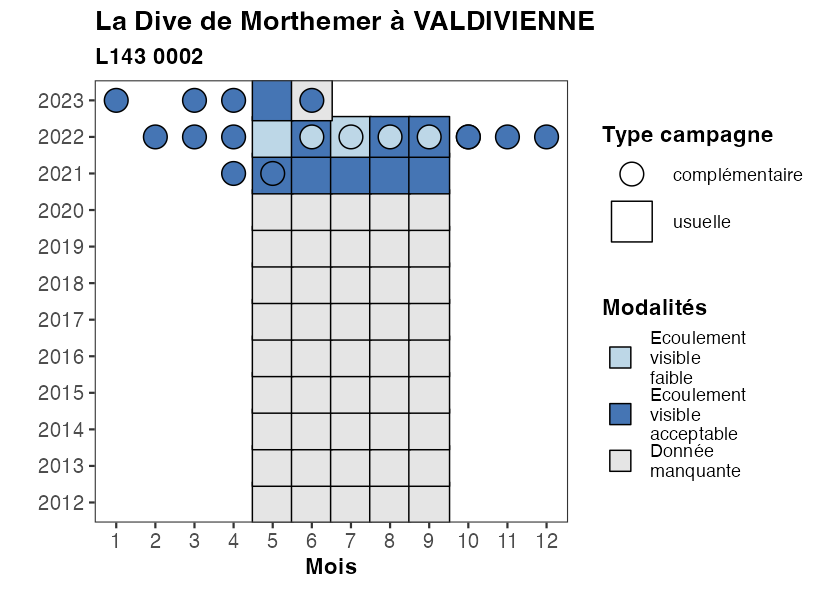 La Dive de Morthemer à VALDIVIENNE
L143 0002
2023
2022
2021
2020
2019
2018
2017
2016
2015
2014
2013
2012
1 2 3 4 5 6 7 8 9 10 11 12
Mois
Type campagne
complémentaire
usuelle
Modalités
Ecoulement
visible
faible
Ecoulement
visible
acceptable
Donnée
manquante